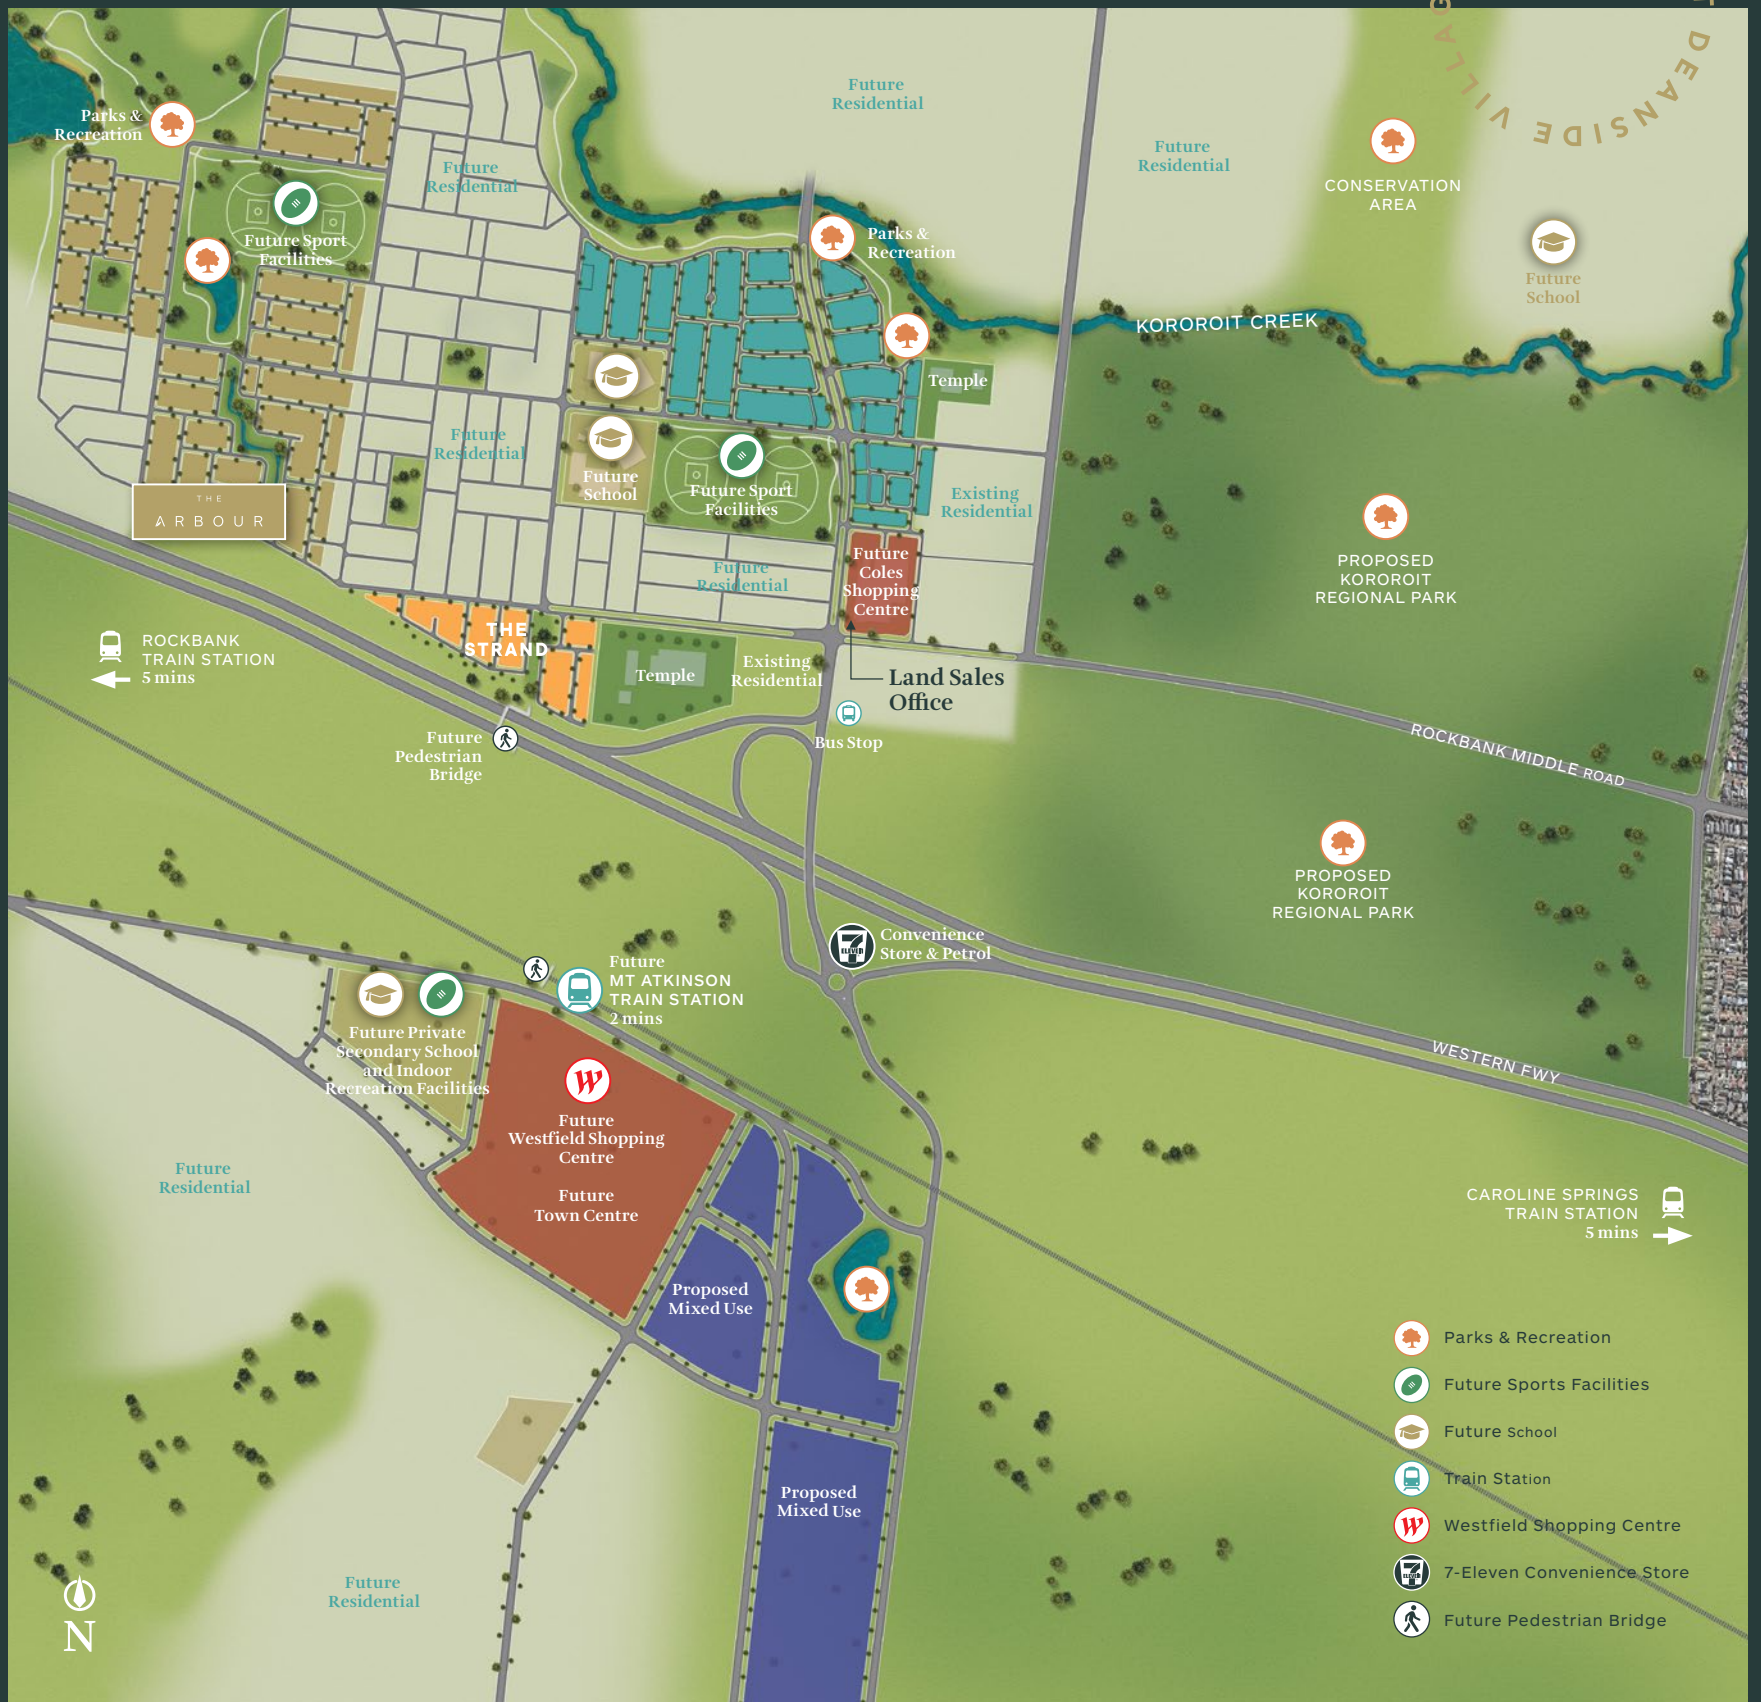 DEANSIDE VILLAG
Future
Residential
Parks &
Recreation
Future
Residential
Future
Residential
CONSERVATION
AREA
Future Sport
Facilities
Parks &
Recreation
Future
School
KOROROIT CREEK
Temple
Future
Residential
Future
School
Future Sport
Facilities
Existing
Residential
THE
ARBOUR
Future
Residential
Future
Coles
Shopping
Centre
PROPOSED
KOROROIT
REGIONAL PARK
ROCKBANK
TRAIN STATION
5 mins
THE
STRAND
Temple
Existing
Residential
Land Sales
Office
Bus Stop
Future
Pedestrian
Bridge
ROCKBANK MIDDLE ROAD
PROPOSED
KOROROIT
REGIONAL PARK
7
ELEVEN
Convenience
Store & Petrol
Future
MT ATKINSON
TRAIN STATION
2 mins
Future Private
Secondary School
and Indoor
Recreation Facilities
WESTERN FWY
W
Future
Westfield Shopping
Centre
Future
Town Centre
Future
Residential
CAROLINE SPRINGS
TRAIN STATION
5 mins
Proposed
Mixed Use
Proposed
Mixed Use
Future
Residential
N
Parks & Recreation
Future Sports Facilities
Future School
Train Station
W
Westfield Shopping Centre
7
ELEVEN
7-Eleven Convenience Store
Future Pedestrian Bridge